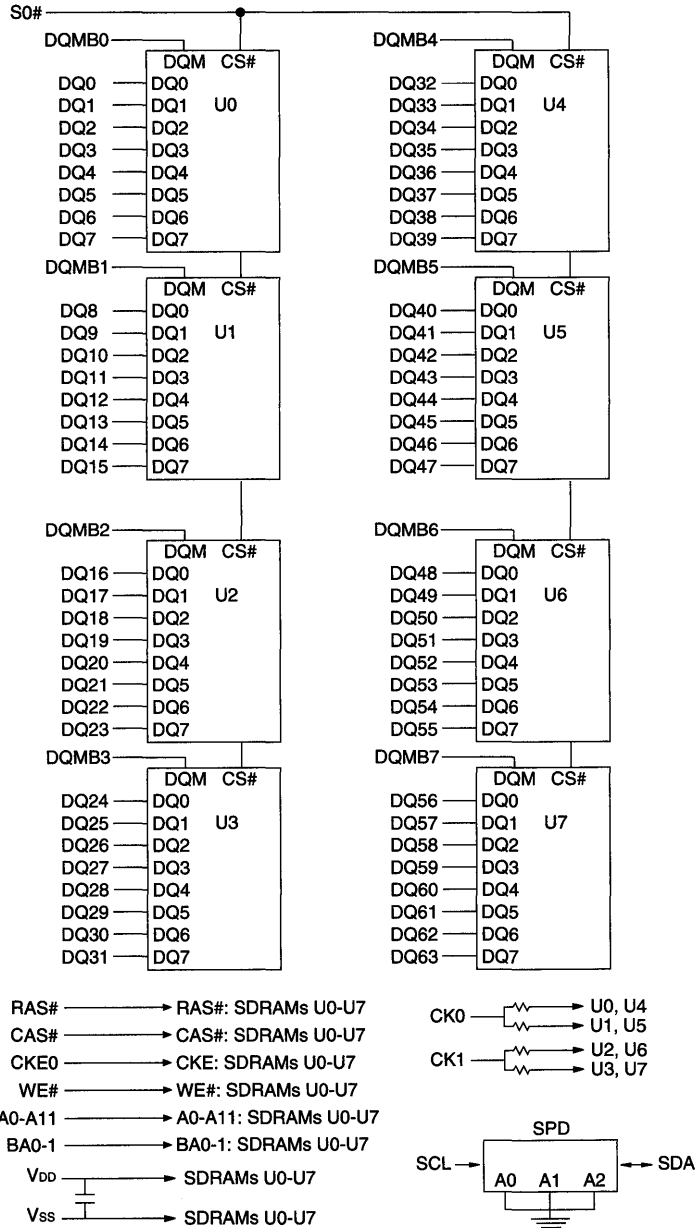 S0#
DQMB0
DQM CS#
DQ0 DQ0
DQ1 DQ1 U0
DQ2 DQ2
DQ3 DQ3
DQ4 DQ4
DQ5 DQ5
DQ6 DQ6
DQ7 DQ7
DQMB1
DQM CS#
DQ8 DQ0
DQ9 DQ1 U1
DQ10 DQ2
DQ11 DQ3
DQ12 DQ4
DQ13 DQ5
DQ14 DQ6
DQ15 DQ7
DQMB2
DQM CS#
DQ16 DQ0
DQ17 DQ1 U2
DQ18 DQ2
DQ19 DQ3
DQ20 DQ4
DQ21 DQ5
DQ22 DQ6
DQ23 DQ7
DQMB3
DQM CS#
DQ24 DQ0
DQ25 DQ1 U3
DQ26 DQ2
DQ27 DQ3
DQ28 DQ4
DQ29 DQ5
DQ30 DQ6
DQ31 DQ7
DQMB4
DQM CS#
DQ32 DQ0
DQ33 DQ1 U4
DQ34 DQ2
DQ35 DQ3
DQ36 DQ4
DQ37 DQ5
DQ38 DQ6
DQ39 DQ7
DQMB5
DQM CS#
DQ40 DQ0
DQ41 DQ1 U5
DQ42 DQ2
DQ43 DQ3
DQ44 DQ4
DQ45 DQ5
DQ46 DQ6
DQ47 DQ7
DQMB6
DQM CS#
DQ48 DQ0
DQ49 DQ1 U6
DQ50 DQ2
DQ51 DQ3
DQ52 DQ4
DQ53 DQ5
DQ54 DQ6
DQ55 DQ7
DQMB7
DQM CS#
DQ56 DQ0
DQ57 DQ1 U7
DQ58 DQ2
DQ59 DQ3
DQ60 DQ4
DQ61 DQ5
DQ62 DQ6
DQ63 DQ7
RAS# RAS#: SDRAMs U0-U7
CAS# CAS#: SDRAMs U0-U7
CKE0 CKE: SDRAMs U0-U7
WE# WE#: SDRAMs U0-U7
A0-A11 A0-A11: SDRAMs U0-U7
BA0-1 BA0-1: SDRAMs U0-U7
VDD SDRAMs U0-U7
VSS SDRAMs U0-U7
CK0 U0, U4
U1, U5
CK1 U2, U6
U3, U7
SPD
SCL A0 A1 A2 SDA